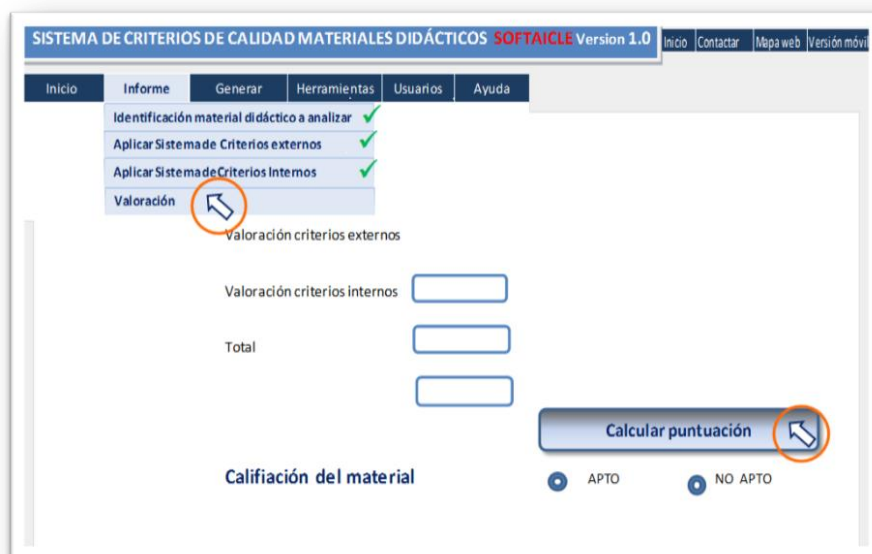 SISTEMA DE CRITERIOS DE CALIDAD MATERIALES DIDÁCTICOS SOFTAICLE Version 1.0
Inicio Contactar Mapa web Versión móvil
Inicio Informe Generar Herramientas Usuarios Ayuda
Identificación material didáctico a analizar
Aplicar Sistema de Criterios externos
Aplicar Sistema de Criterios Internos
Valoración
Valoración criterios externos
Valoración criterios internos
Total
Calcular puntuación
Califiación del material
APTO NO APTO